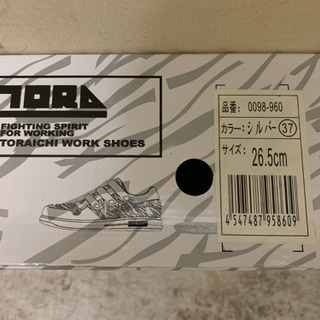 TORA
FIGHTING SPIRIT
FOR WORKING
TORAICHI WORK SHOES
品番: 0098-960
カラー: シルバー 37
サイズ: 26.5cm
4 547487 958609